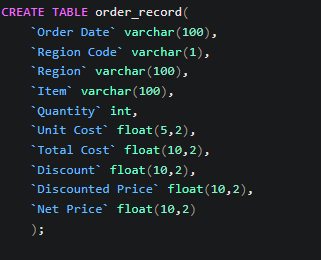 CREATE TABLE order_record(
`Order Date` varchar(100),
`Region Code` varchar(1),
`Region` varchar(100),
`Item` varchar(100),
`Quantity` int,
`Unit Cost` float(5,2),
`Total Cost` float(10,2),
`Discount` float(10,2),
`Discounted Price` float(10,2),
`Net Price` float(10,2)
);